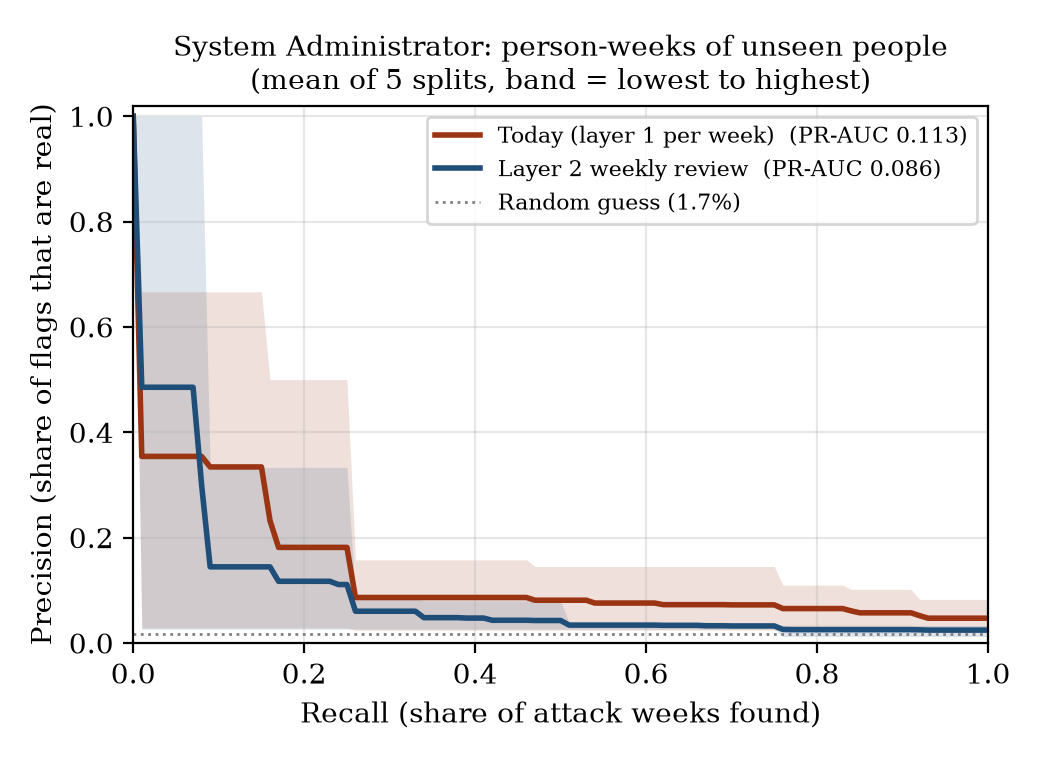 System Administrator: person-weeks of unseen people
(mean of 5 splits, band = lowest to highest)
Today (layer 1 per week)  (PR-AUC 0.113)
Layer 2 weekly review  (PR-AUC 0.086)
Random guess (1.7%)
Precision (share of flags that are real)
1.0
0.8
0.6
0.4
0.2
0.0
0.0 0.2 0.4 0.6 0.8 1.0
Recall (share of attack weeks found)